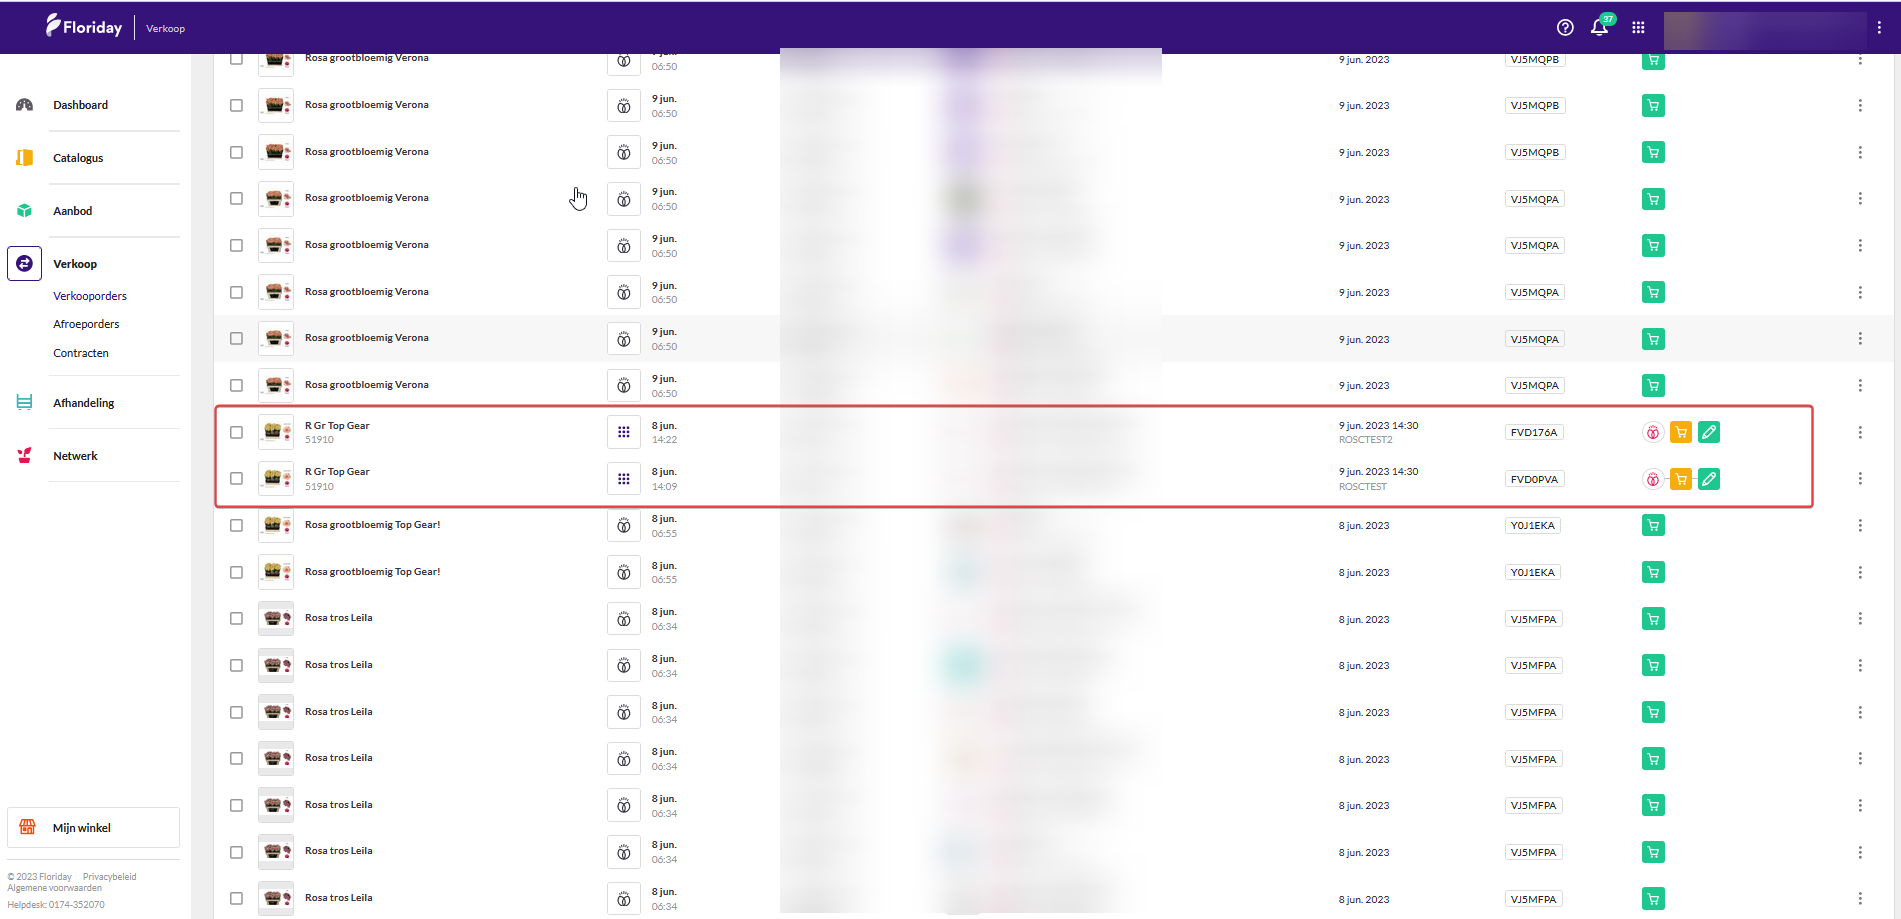 Floriday
Verkoop
37
Dashboard
Catalogus
Aanbod
Verkoop
Verkooporders
Afroeporders
Contracten
Afhandeling
Netwerk
Mijn winkel
© 2023 Floriday Privacybeleid
Algemene voorwaarden
Helpdesk: 0174-352070
Rosa grootbloemig Verona 9 jun. 9 jun. 2023 VJ5MQPB
06:50
Rosa grootbloemig Verona 9 jun. 9 jun. 2023 VJ5MQPB
06:50
Rosa grootbloemig Verona 9 jun. 9 jun. 2023 VJ5MQPB
06:50
Rosa grootbloemig Verona 9 jun. 9 jun. 2023 VJ5MQPA
06:50
Rosa grootbloemig Verona 9 jun. 9 jun. 2023 VJ5MQPA
06:50
Rosa grootbloemig Verona 9 jun. 9 jun. 2023 VJ5MQPA
06:50
Rosa grootbloemig Verona 9 jun. 9 jun. 2023 VJ5MQPA
06:50
Rosa grootbloemig Verona 9 jun. 9 jun. 2023 VJ5MQPA
06:50
R Gr Top Gear 8 jun. 9 jun. 2023 14:30 FVD176A
51910 14:22 ROSCTEST2
R Gr Top Gear 8 jun. 9 jun. 2023 14:30 FVD0PVA
51910 14:09 ROSCTEST
Rosa grootbloemig Top Gear! 8 jun. 8 jun. 2023 Y0J1EKA
06:55
Rosa grootbloemig Top Gear! 8 jun. 8 jun. 2023 Y0J1EKA
06:55
Rosa tros Leila 8 jun. 8 jun. 2023 VJ5MFPA
06:34
Rosa tros Leila 8 jun. 8 jun. 2023 VJ5MFPA
06:34
Rosa tros Leila 8 jun. 8 jun. 2023 VJ5MFPA
06:34
Rosa tros Leila 8 jun. 8 jun. 2023 VJ5MFPA
06:34
Rosa tros Leila 8 jun. 8 jun. 2023 VJ5MFPA
06:34
Rosa tros Leila 8 jun. 8 jun. 2023 VJ5MFPA
06:34
Rosa tros Leila 8 jun. 8 jun. 2023 VJ5MFPA
06:34